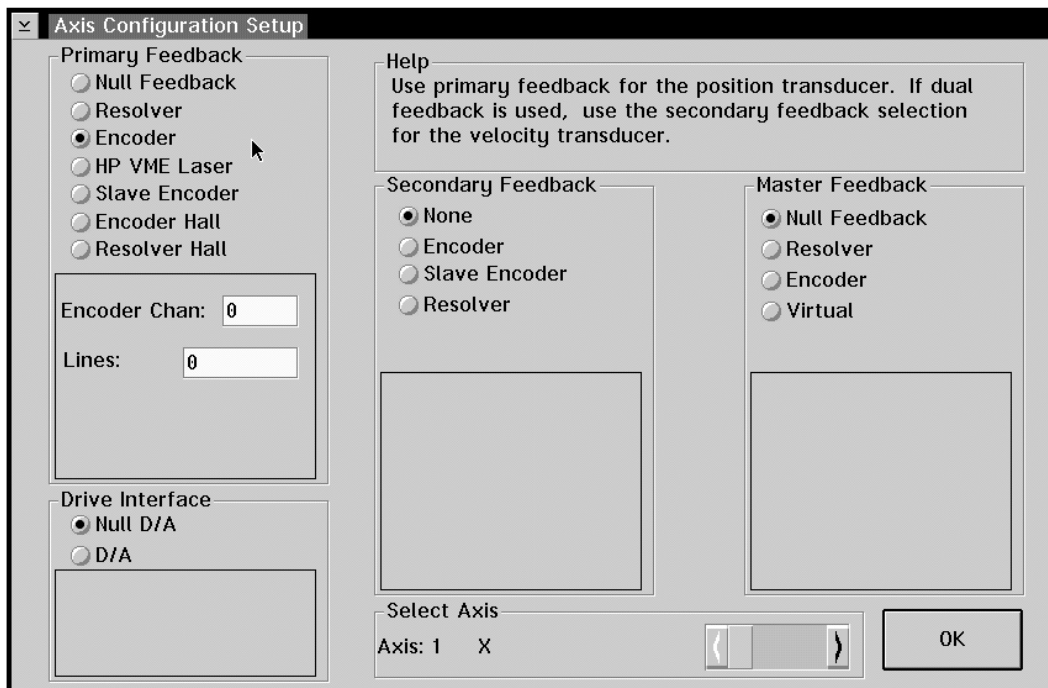 Axis Configuration Setup
Primary Feedback
Null Feedback
Resolver
Encoder
HP VME Laser
Slave Encoder
Encoder Hall
Resolver Hall
Encoder Chan: 0
Lines: 0
Drive Interface
Null D/A
D/A
Help
Use primary feedback for the position transducer. If dual
feedback is used, use the secondary feedback selection
for the velocity transducer.
Secondary Feedback
None
Encoder
Slave Encoder
Resolver
Master Feedback
Null Feedback
Resolver
Encoder
Virtual
Select Axis
Axis: 1 X
OK